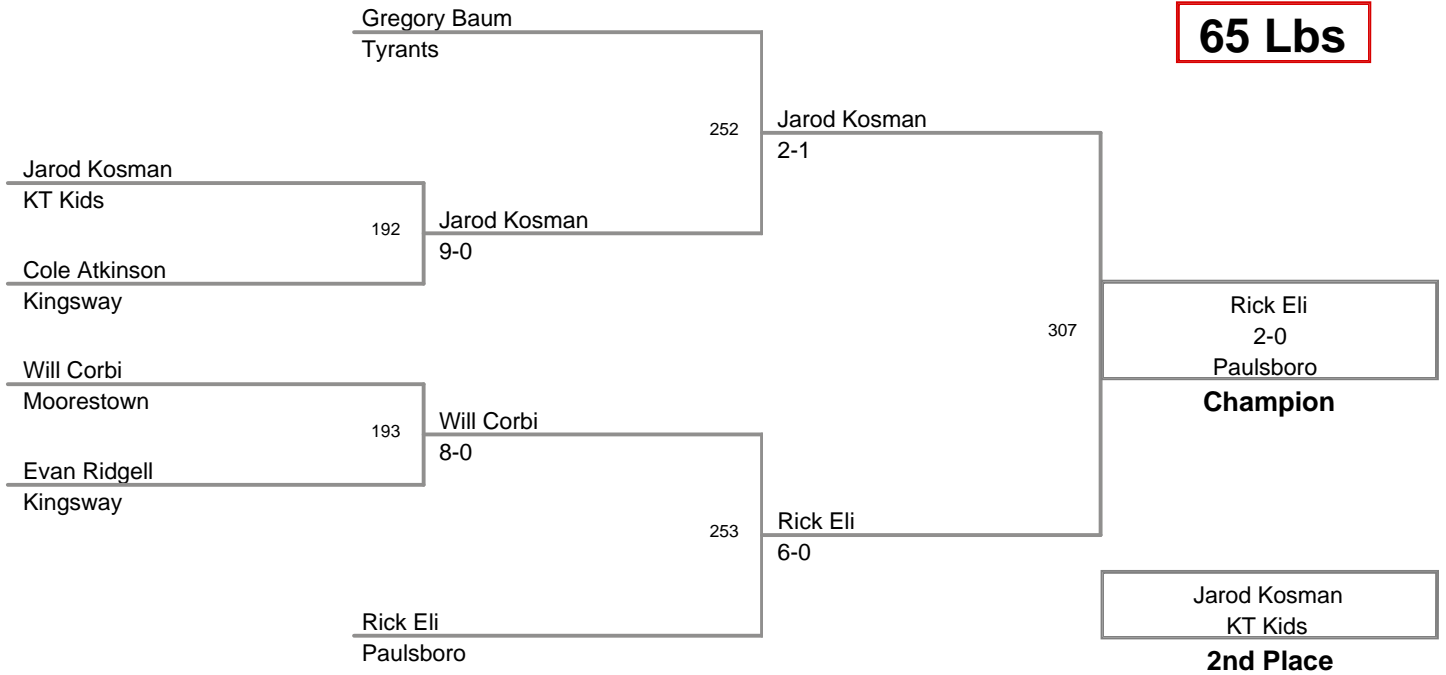 Gregory Baum
Tyrants
65 Lbs
252
Jarod Kosman
2-1
Jarod Kosman
KT Kids
192
Jarod Kosman
9-0
Cole Atkinson
Kingsway
307
Rick Eli
2-0
Paulsboro
Champion
Will Corbi
Moorestown
193
Will Corbi
8-0
Evan Ridgell
Kingsway
253
Rick Eli
6-0
Rick Eli
Paulsboro
Jarod Kosman
KT Kids
2nd Place